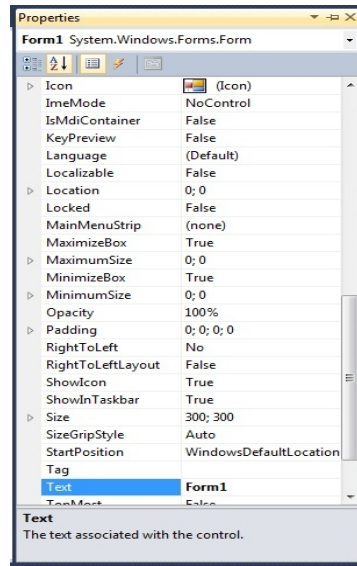 Properties
Form1 System.Windows.Forms.Form
Icon (Icon)
ImeMode NoControl
IsMdiContainer False
KeyPreview False
Language (Default)
Localizable False
Location 0; 0
Locked False
MainMenuStrip (none)
MaximizeBox True
MaximumSize 0; 0
MinimizeBox True
MinimumSize 0; 0
Opacity 100%
Padding 0; 0; 0; 0
RightToLeft No
RightToLeftLayout False
ShowIcon True
ShowInTaskbar True
Size 300; 300
SizeGripStyle Auto
StartPosition WindowsDefaultLocation
Tag
Text Form1
TopMost False
Text
The text associated with the control.